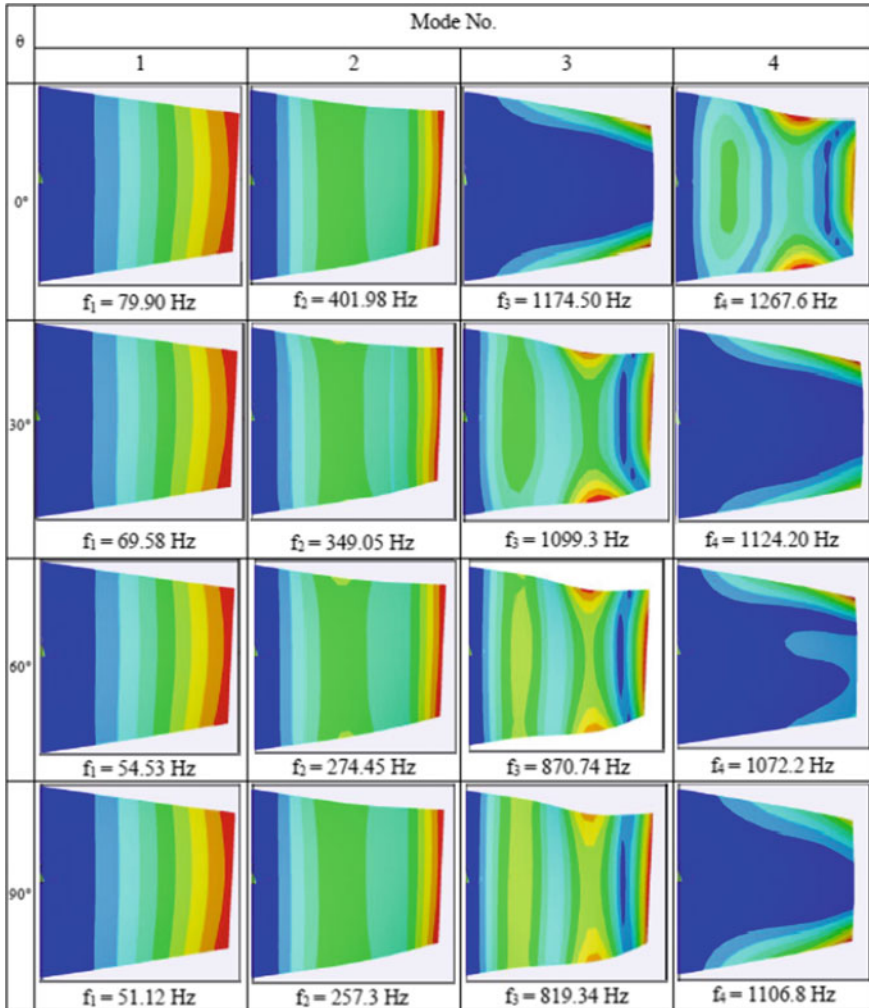 θ
Mode No.
1 2 3 4
0°
f₁ = 79.90 Hz f₂ = 401.98 Hz f₃ = 1174.50 Hz f₄ = 1267.6 Hz
30°
f₁ = 69.58 Hz f₂ = 349.05 Hz f₃ = 1099.3 Hz f₄ = 1124.20 Hz
60°
f₁ = 54.53 Hz f₂ = 274.45 Hz f₃ = 870.74 Hz f₄ = 1072.2 Hz
90°
f₁ = 51.12 Hz f₂ = 257.3 Hz f₃ = 819.34 Hz f₄ = 1106.8 Hz